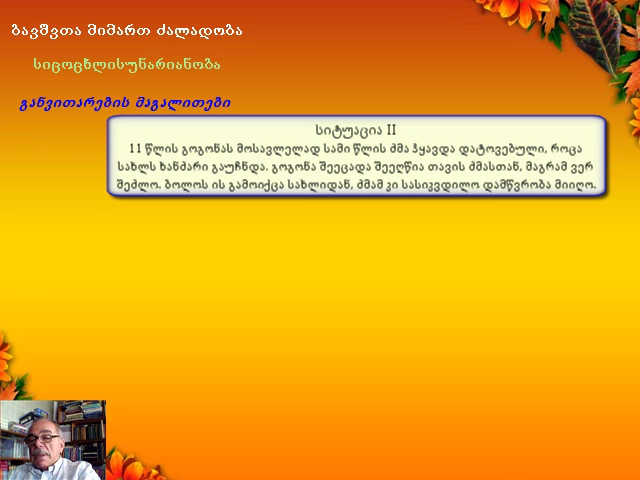 ბავშვთა მიმართ ძალადობა
სიცოცხლისუნარიანობა
განვითარების მაგალითები
სიტუაცია II
11 წლის გოგონას მოსავლელად სამი წლის ძმა ჰყავდა დატოვებული, როცა
სახლს ხანძარი გაუჩნდა. გოგონა შეეცადა შეეღწია თავის ძმასთან, მაგრამ ვერ
შეძლო. ბოლოს ის გამოიქცა სახლიდან, ძმამ კი სასიკვდილო დამწვრობა მიიღო.